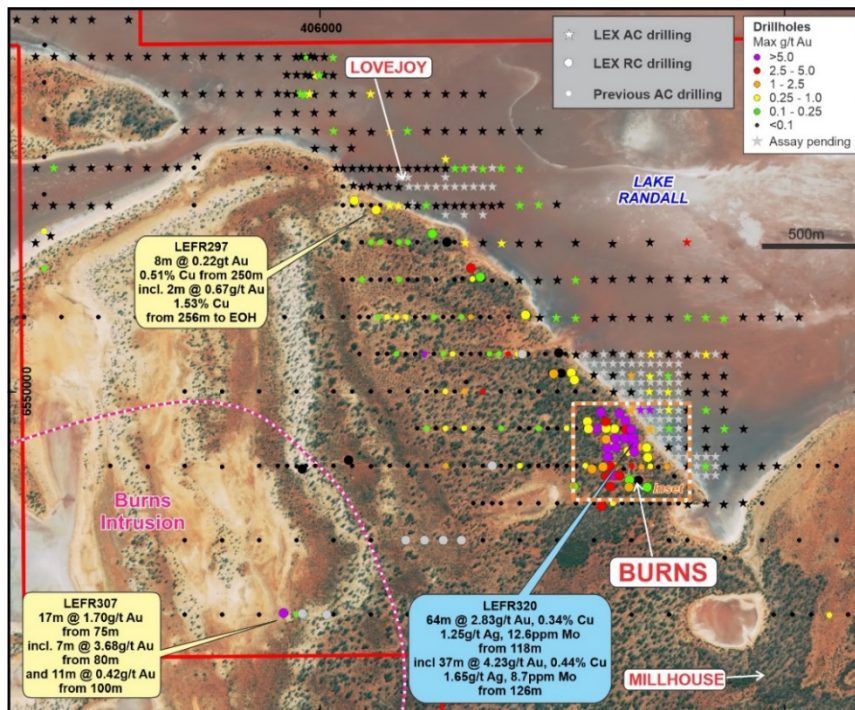 406000
LOVEJOY
LEX AC drilling
LEX RC drilling
Previous AC drilling
Drillholes
Max g/t Au
>5.0
2.5 - 5.0
1 - 2.5
0.25 - 1.0
0.1 - 0.25
<0.1
Assay pending
LAKE
RANDALL
500m
LEFR297
8m @ 0.22gt Au
0.51% Cu from 250m
incl. 2m @ 0.67g/t Au
1.53% Cu
from 256m to EOH
6550000
Burns
Intrusion
Inset
BURNS
LEFR307
17m @ 1.70g/t Au
from 75m
incl. 7m @ 3.68g/t Au
from 80m
and 11m @ 0.42g/t Au
from 100m
LEFR320
64m @ 2.83g/t Au, 0.34% Cu
1.25g/t Ag, 12.6ppm Mo
from 118m
incl 37m @ 4.23g/t Au, 0.44% Cu
1.65g/t Ag, 8.7ppm Mo
from 126m
MILLHOUSE